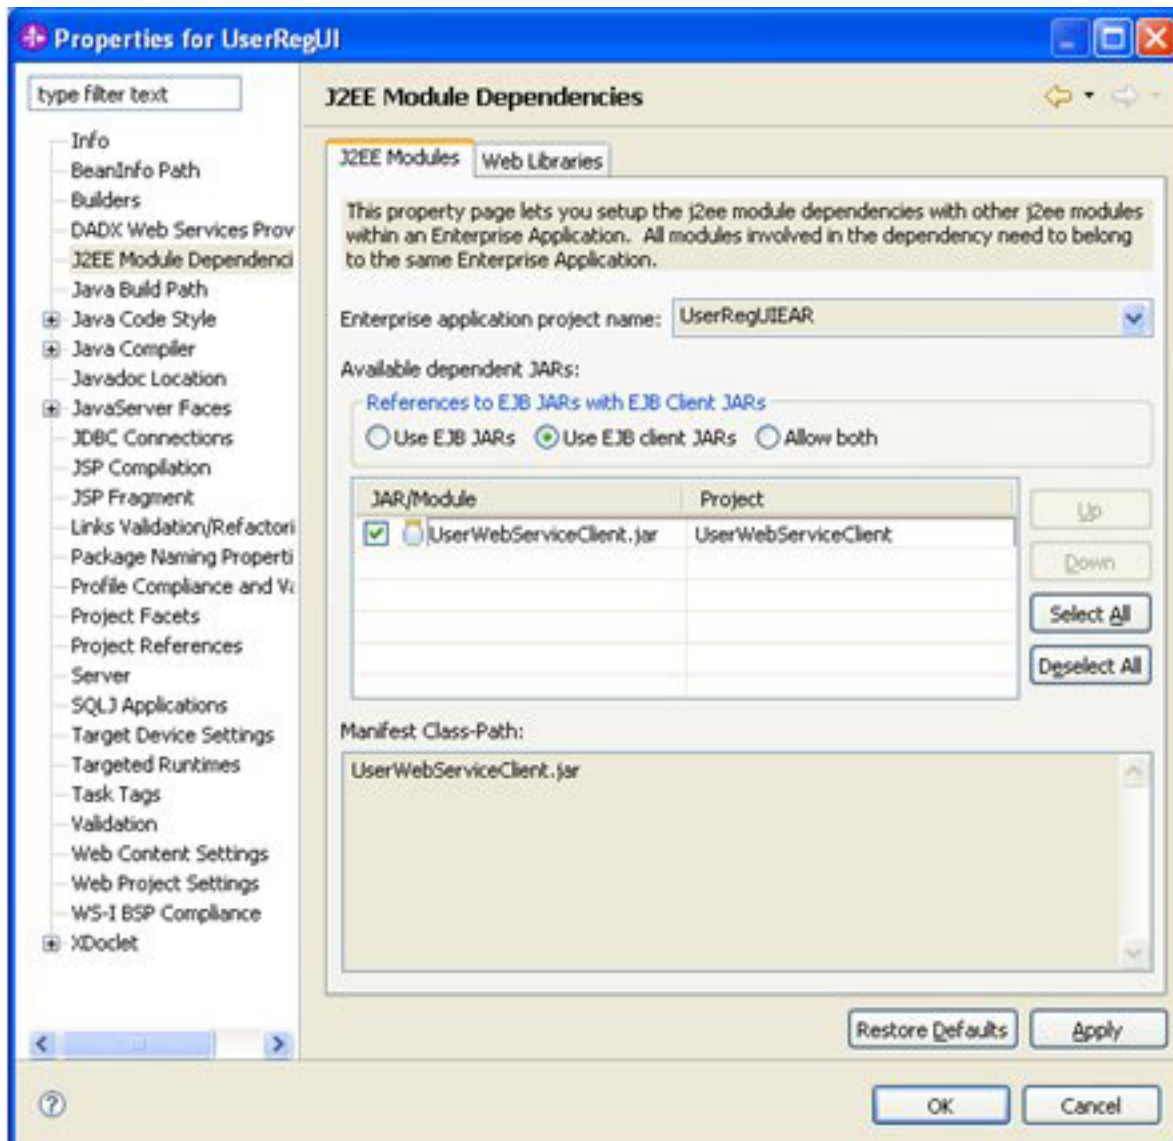 Properties for UserRegUI
type filter text
Info
BeanInfo Path
Builders
DADX Web Services Prov
J2EE Module Dependenci
Java Build Path
Java Code Style
Java Compiler
Javadoc Location
JavaServer Faces
JDBC Connections
JSP Compilation
JSP Fragment
Links Validation/Refactori
Package Naming Properti
Profile Compliance and Va
Project Facets
Project References
Server
SQLJ Applications
Target Device Settings
Targeted Runtimes
Task Tags
Validation
Web Content Settings
Web Project Settings
WS-I BSP Compliance
XDoclet
J2EE Module Dependencies
J2EE Modules Web Libraries
This property page lets you setup the j2ee module dependencies with other j2ee modules
within an Enterprise Application. All modules involved in the dependency need to belong
to the same Enterprise Application.
Enterprise application project name: UserRegUIEAR
Available dependent JARs:
References to EJB JARs with EJB Client JARs
Use EJB JARs Use EJB client JARs Allow both
JAR/Module Project
UserWebServiceClient.jar UserWebServiceClient
Up
Down
Select All
Deselect All
Manifest Class-Path:
UserWebServiceClient.jar
Restore Defaults Apply
OK Cancel